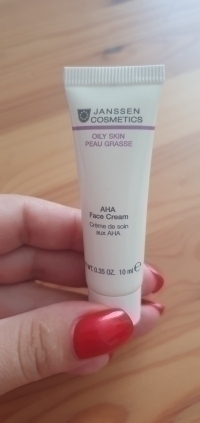 JANSSEN
COSMETICS
OILY SKIN
PEAU GRASSE
AHA
Face Cream
Crème de soin
aux AHA
WT. 0.35 OZ. 10 ml ℮